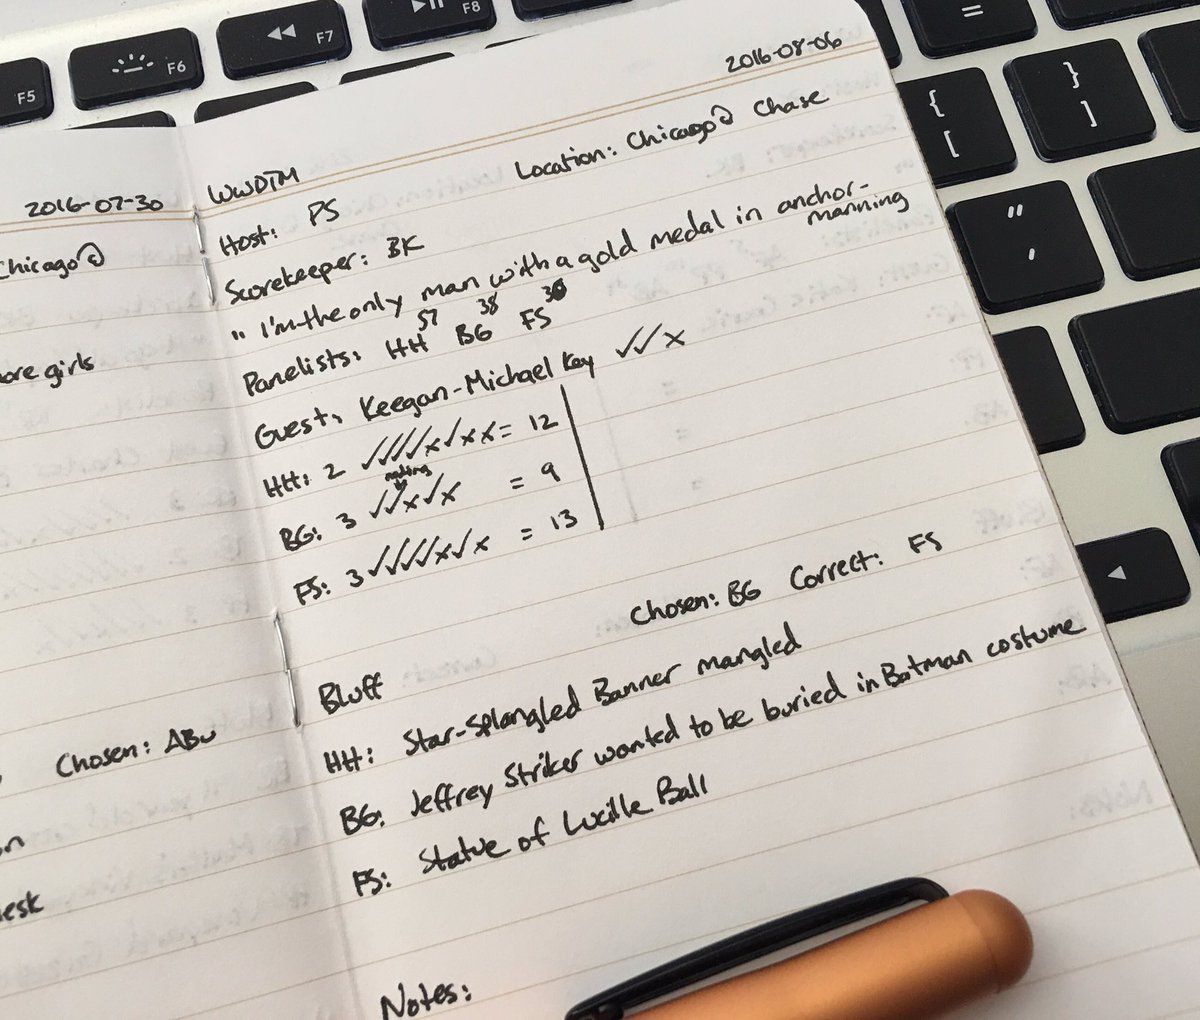 F5
F6
F7
F8
=
{
[
}
]
"
'
2016-07-30
Chicago@
ore girls
Chosen: ABu
on
esk
2016-08-06
WWDTM
Location: Chicago@ Chase
Host: PS
Scorekeeper: BK
" I'm the only man with a gold medal in anchor-
manning
57 38
Panelists: HH BG FS
Guest: Keegan-Michael Key ✓✓x
HH: 2 ✓✓✓✓x✓xx = 12
BG: 3 ✓✓x✓x = 9
FS: 3 ✓✓✓✓x✓x = 13
Chosen: BG Correct: FS
Bluff
HH: Star-Splangled Banner mangled
BG: Jeffrey Striker wanted to be buried in Batman costume
FS: Statue of Lucille Ball
Notes: